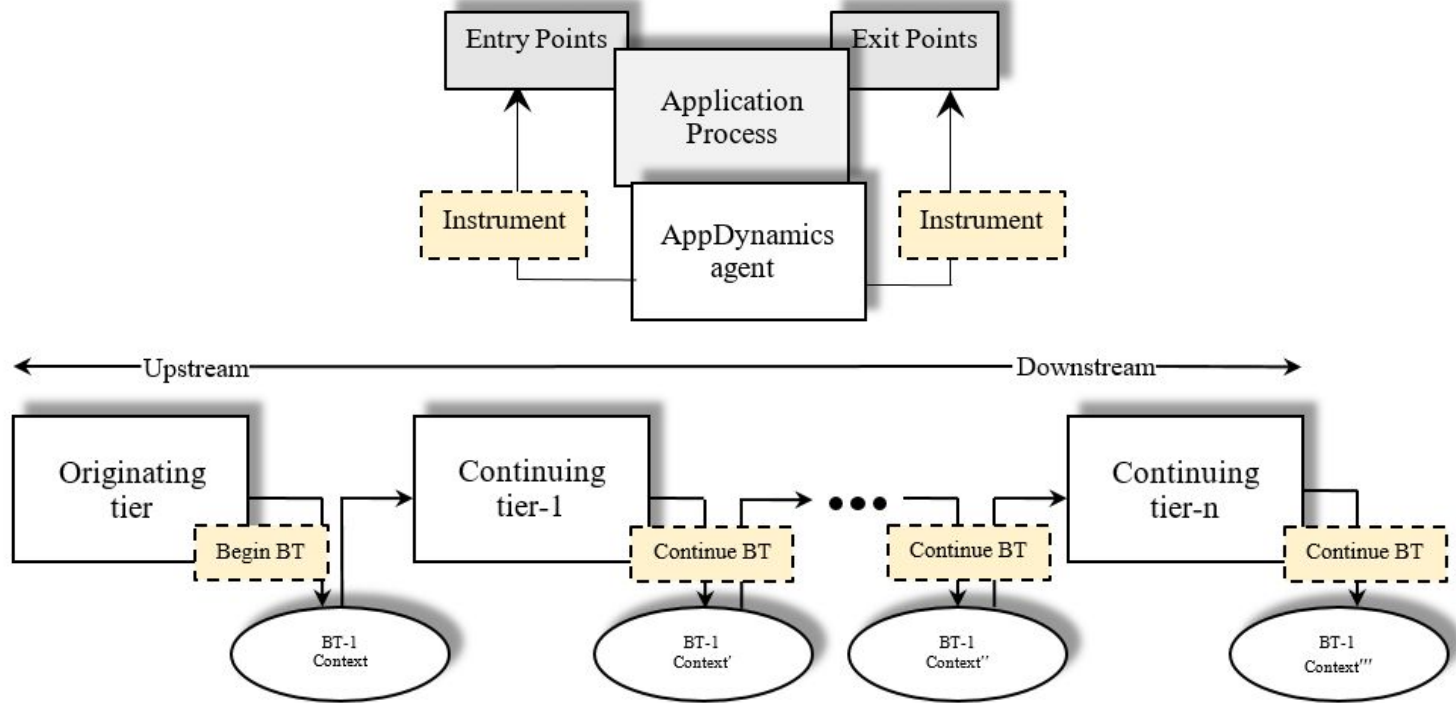 Entry Points
Exit Points
Application
Process
Instrument
AppDynamics
agent
Instrument
Upstream
Downstream
Originating
tier
Continuing
tier-1
Continuing
tier-n
Begin BT
Continue BT
Continue BT
Continue BT
BT-1
Context
BT-1
Context'
BT-1
Context''
BT-1
Context'''